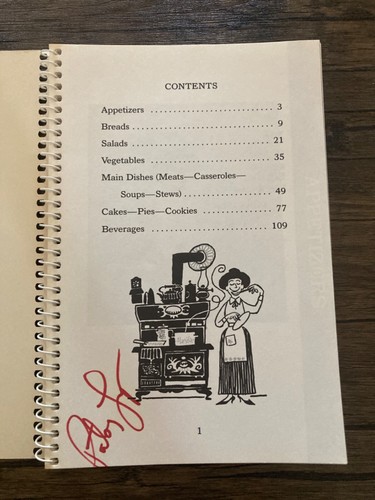 CONTENTS
Appetizers .......................... 3
Breads .............................. 9
Salads .............................. 21
Vegetables .......................... 35
Main Dishes (Meats—Casseroles—
Soups—Stews) .................... 49
Cakes—Pies—Cookies .............. 77
Beverages ........................... 109
1